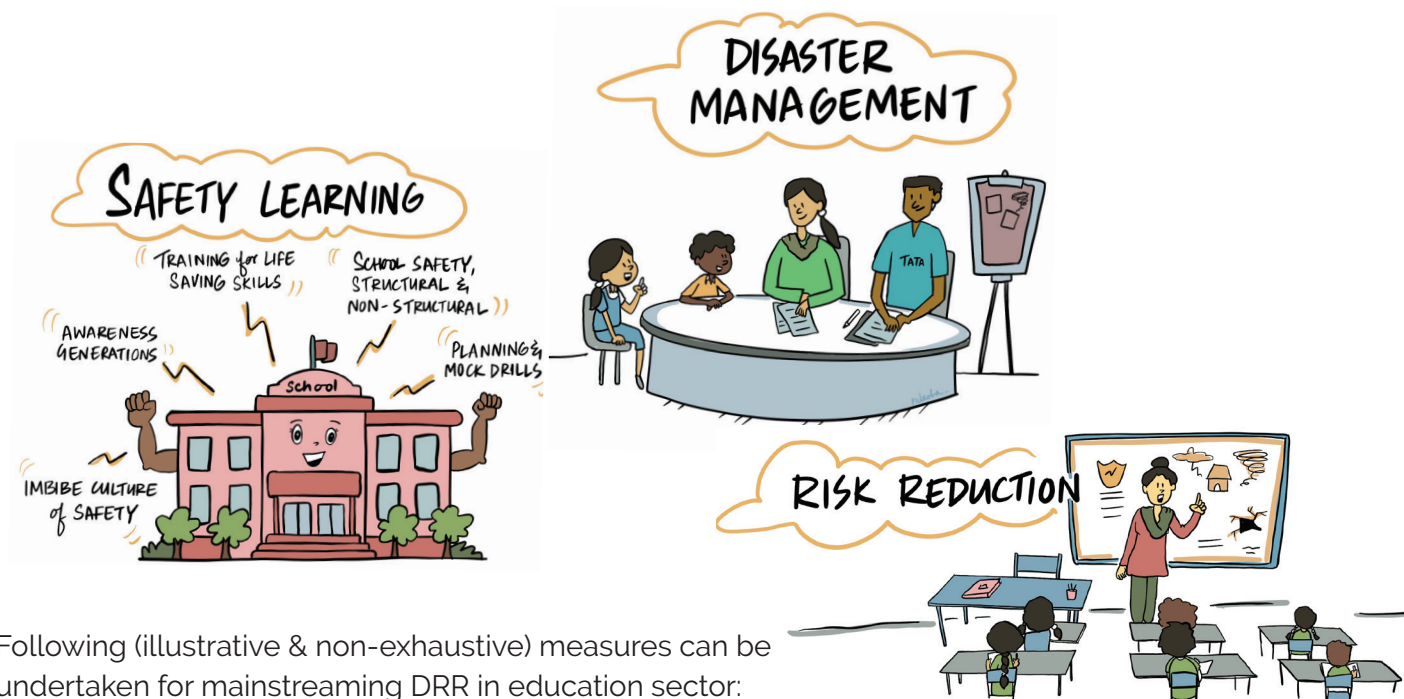 DISASTER
MANAGEMENT
SAFETY LEARNING
TRAINING for LIFE
SAVING SKILLS
SCHOOL SAFETY,
STRUCTURAL &
NON-STRUCTURAL
AWARENESS
GENERATIONS
PLANNING &
MOCK DRILLS
IMBIBE CULTURE
of SAFETY
School
TATA
RISK REDUCTION
Following (illustrative & non-exhaustive) measures can be
undertaken for mainstreaming DRR in education sector: